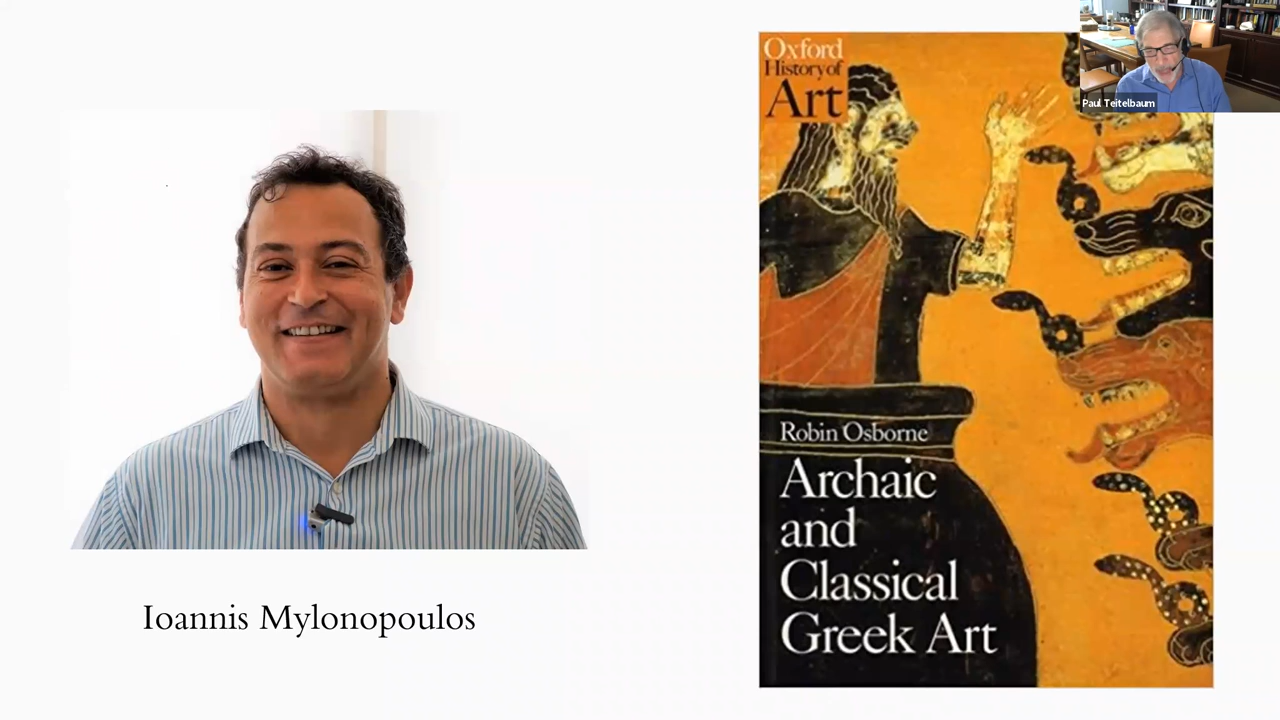 Oxford
History of
Art
Paul Teitelbaum
Robin Osborne
Archaic
and
Classical
Greek Art
Ioannis Mylonopoulos